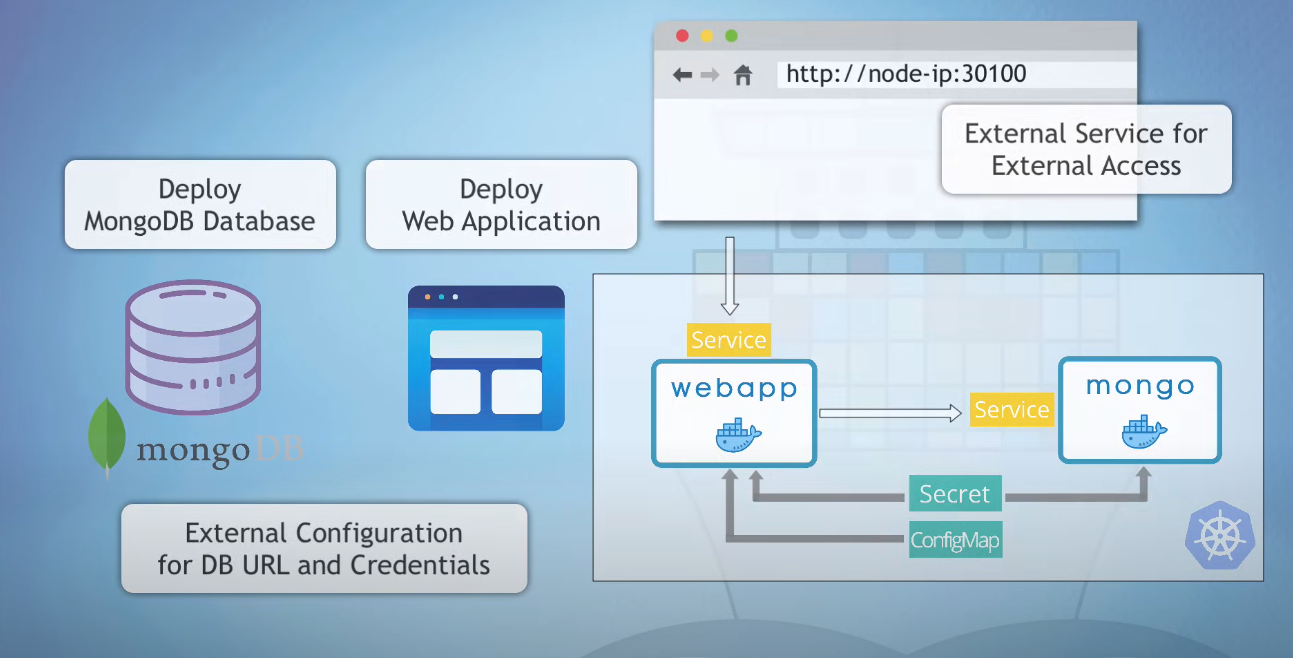 http://node-ip:30100
External Service for
External Access
Deploy
MongoDB Database
Deploy
Web Application
mongoDB
External Configuration
for DB URL and Credentials
Service
webapp
Service
mongo
Secret
ConfigMap